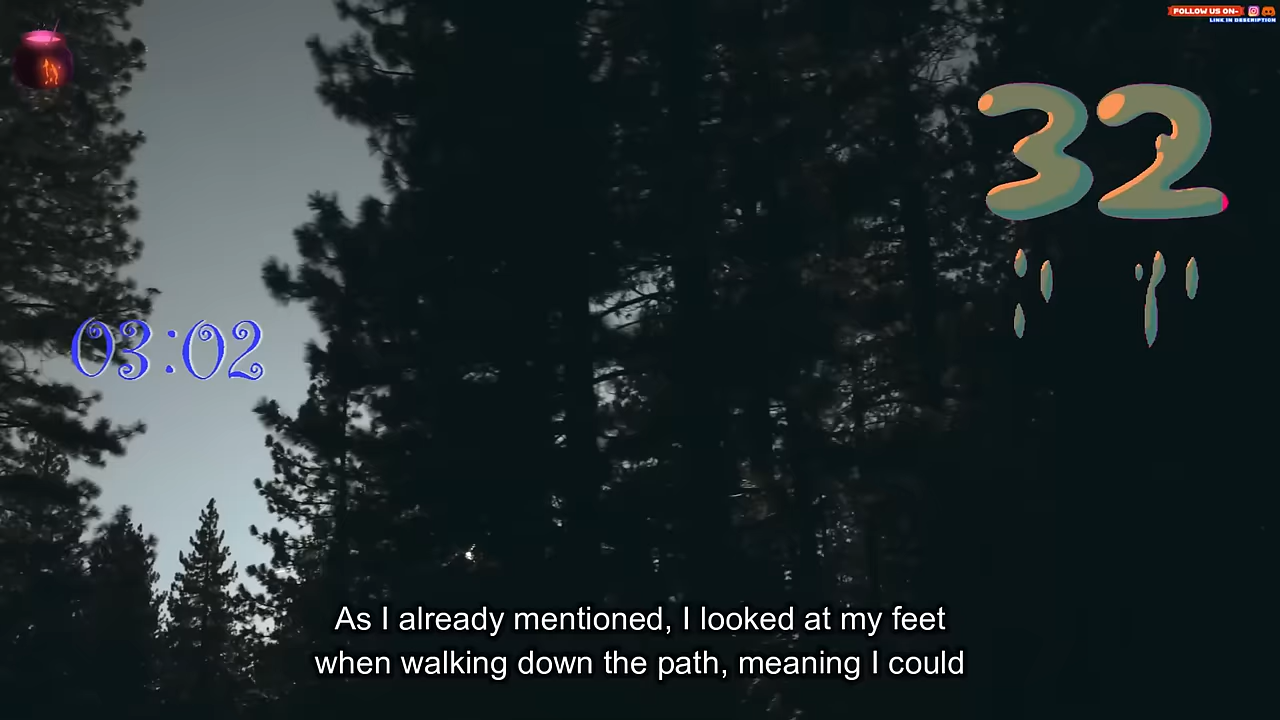 FOLLOW US ON-
LINK IN DESCRIPTION
32
03:02
As I already mentioned, I looked at my feet
when walking down the path, meaning I could